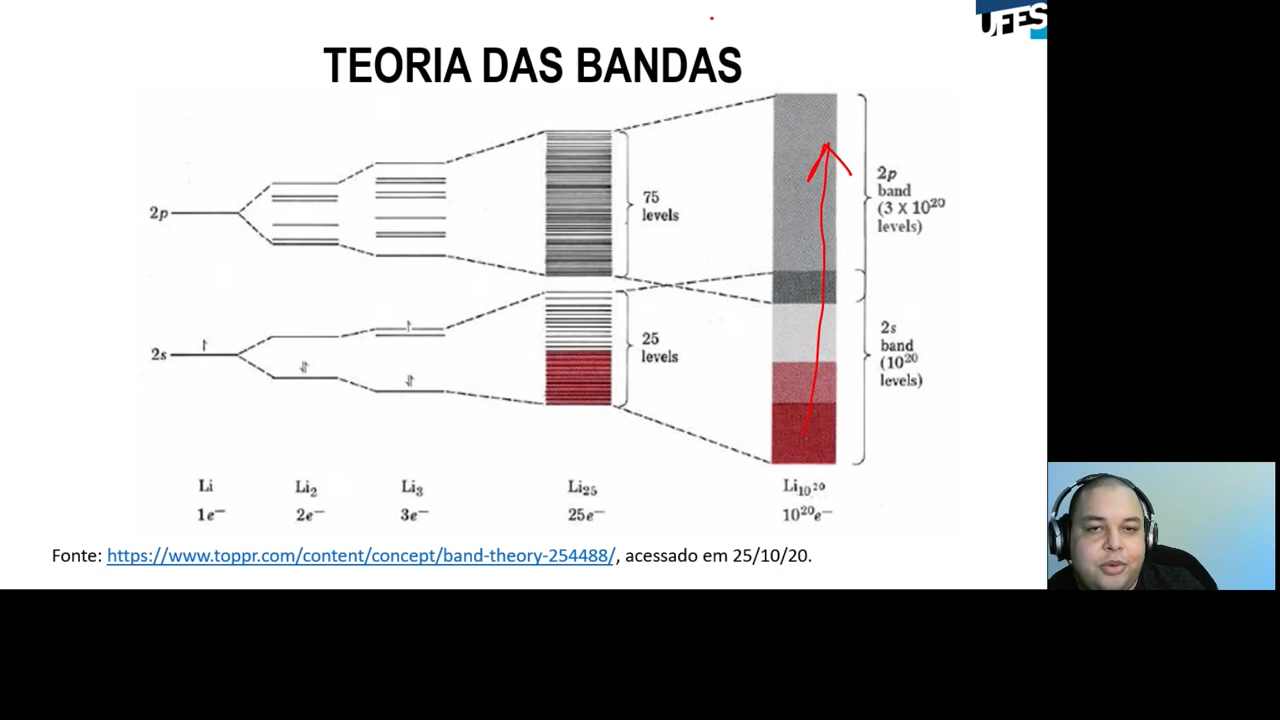 UFES
TEORIA DAS BANDAS
2p
75
levels
2p
band
(3 X 10²⁰
levels)
2s
25
levels
2s
band
(10²⁰
levels)
Li
Li₂
Li₃
Li₂₅
Li₁₀²⁰
1e⁻
2e⁻
3e⁻
25e⁻
10²⁰e⁻
Fonte: https://www.toppr.com/content/concept/band-theory-254488/, acessado em 25/10/20.